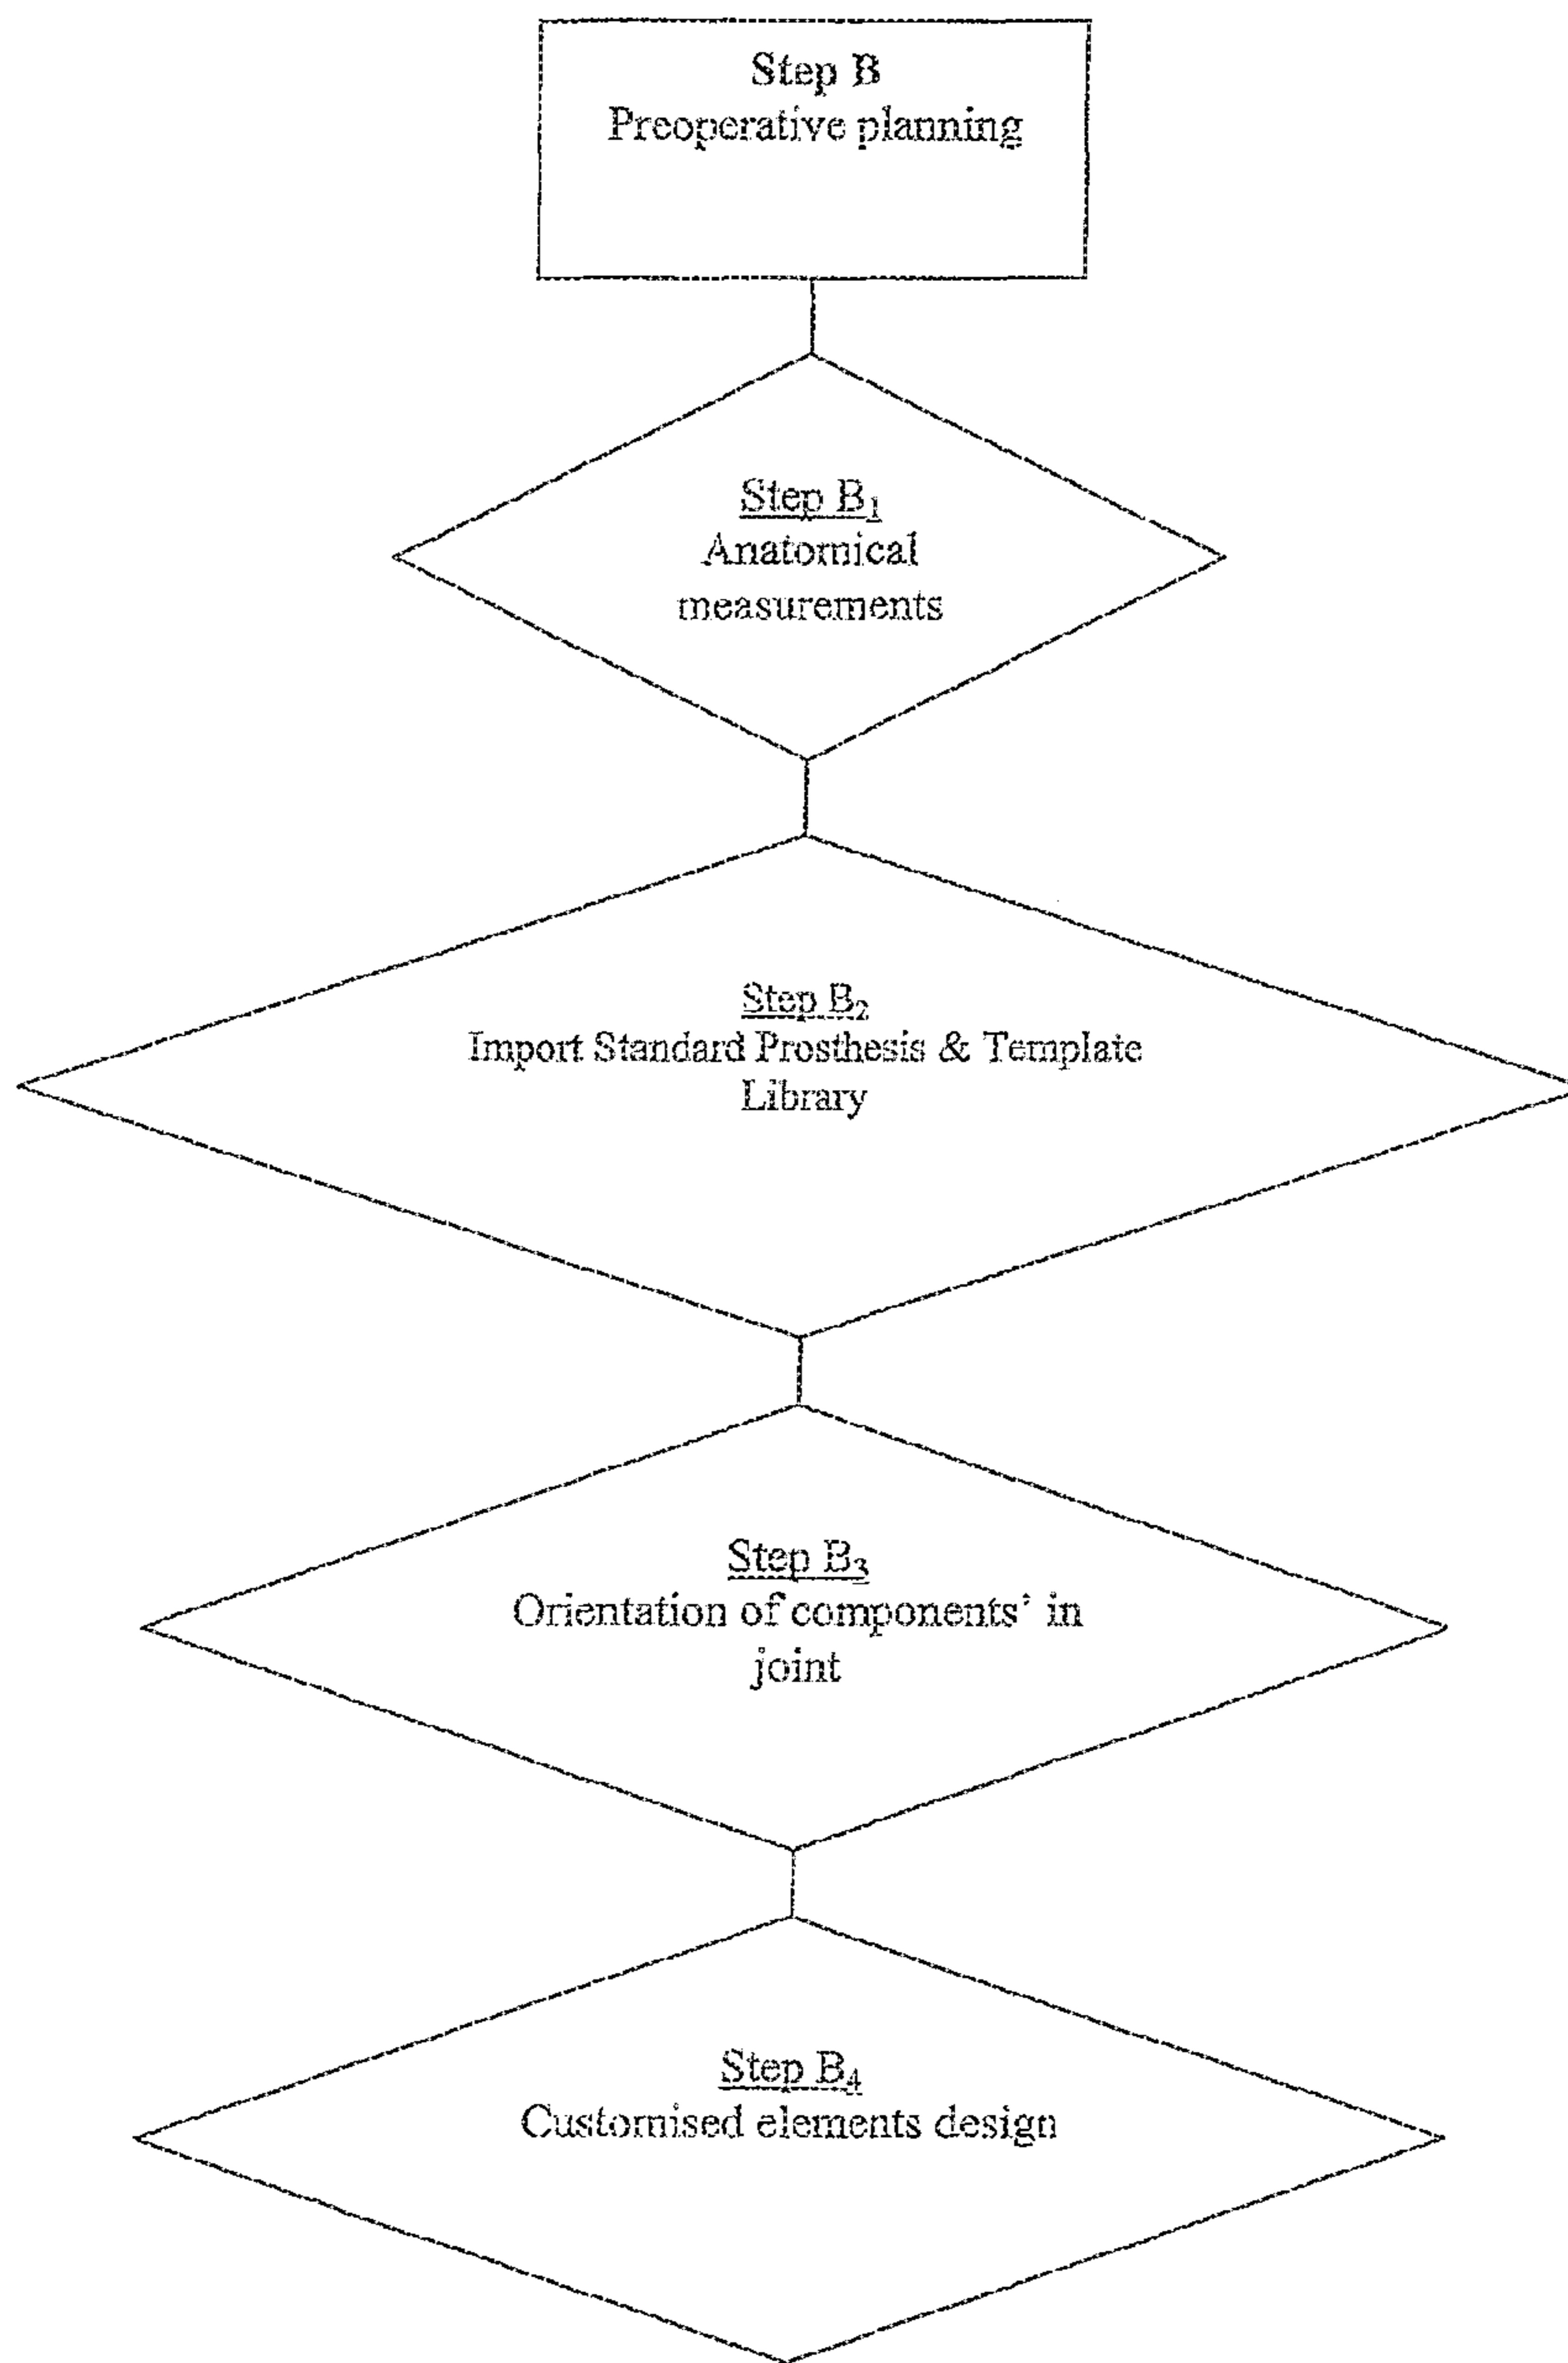 Step B
Preoperative planning
Step B₁
Anatomical
measurements
Step B₂
Import Standard Prosthesis & Template
Library
Step B₃
Orientation of components' in
joint
Step B₄
Customised elements design